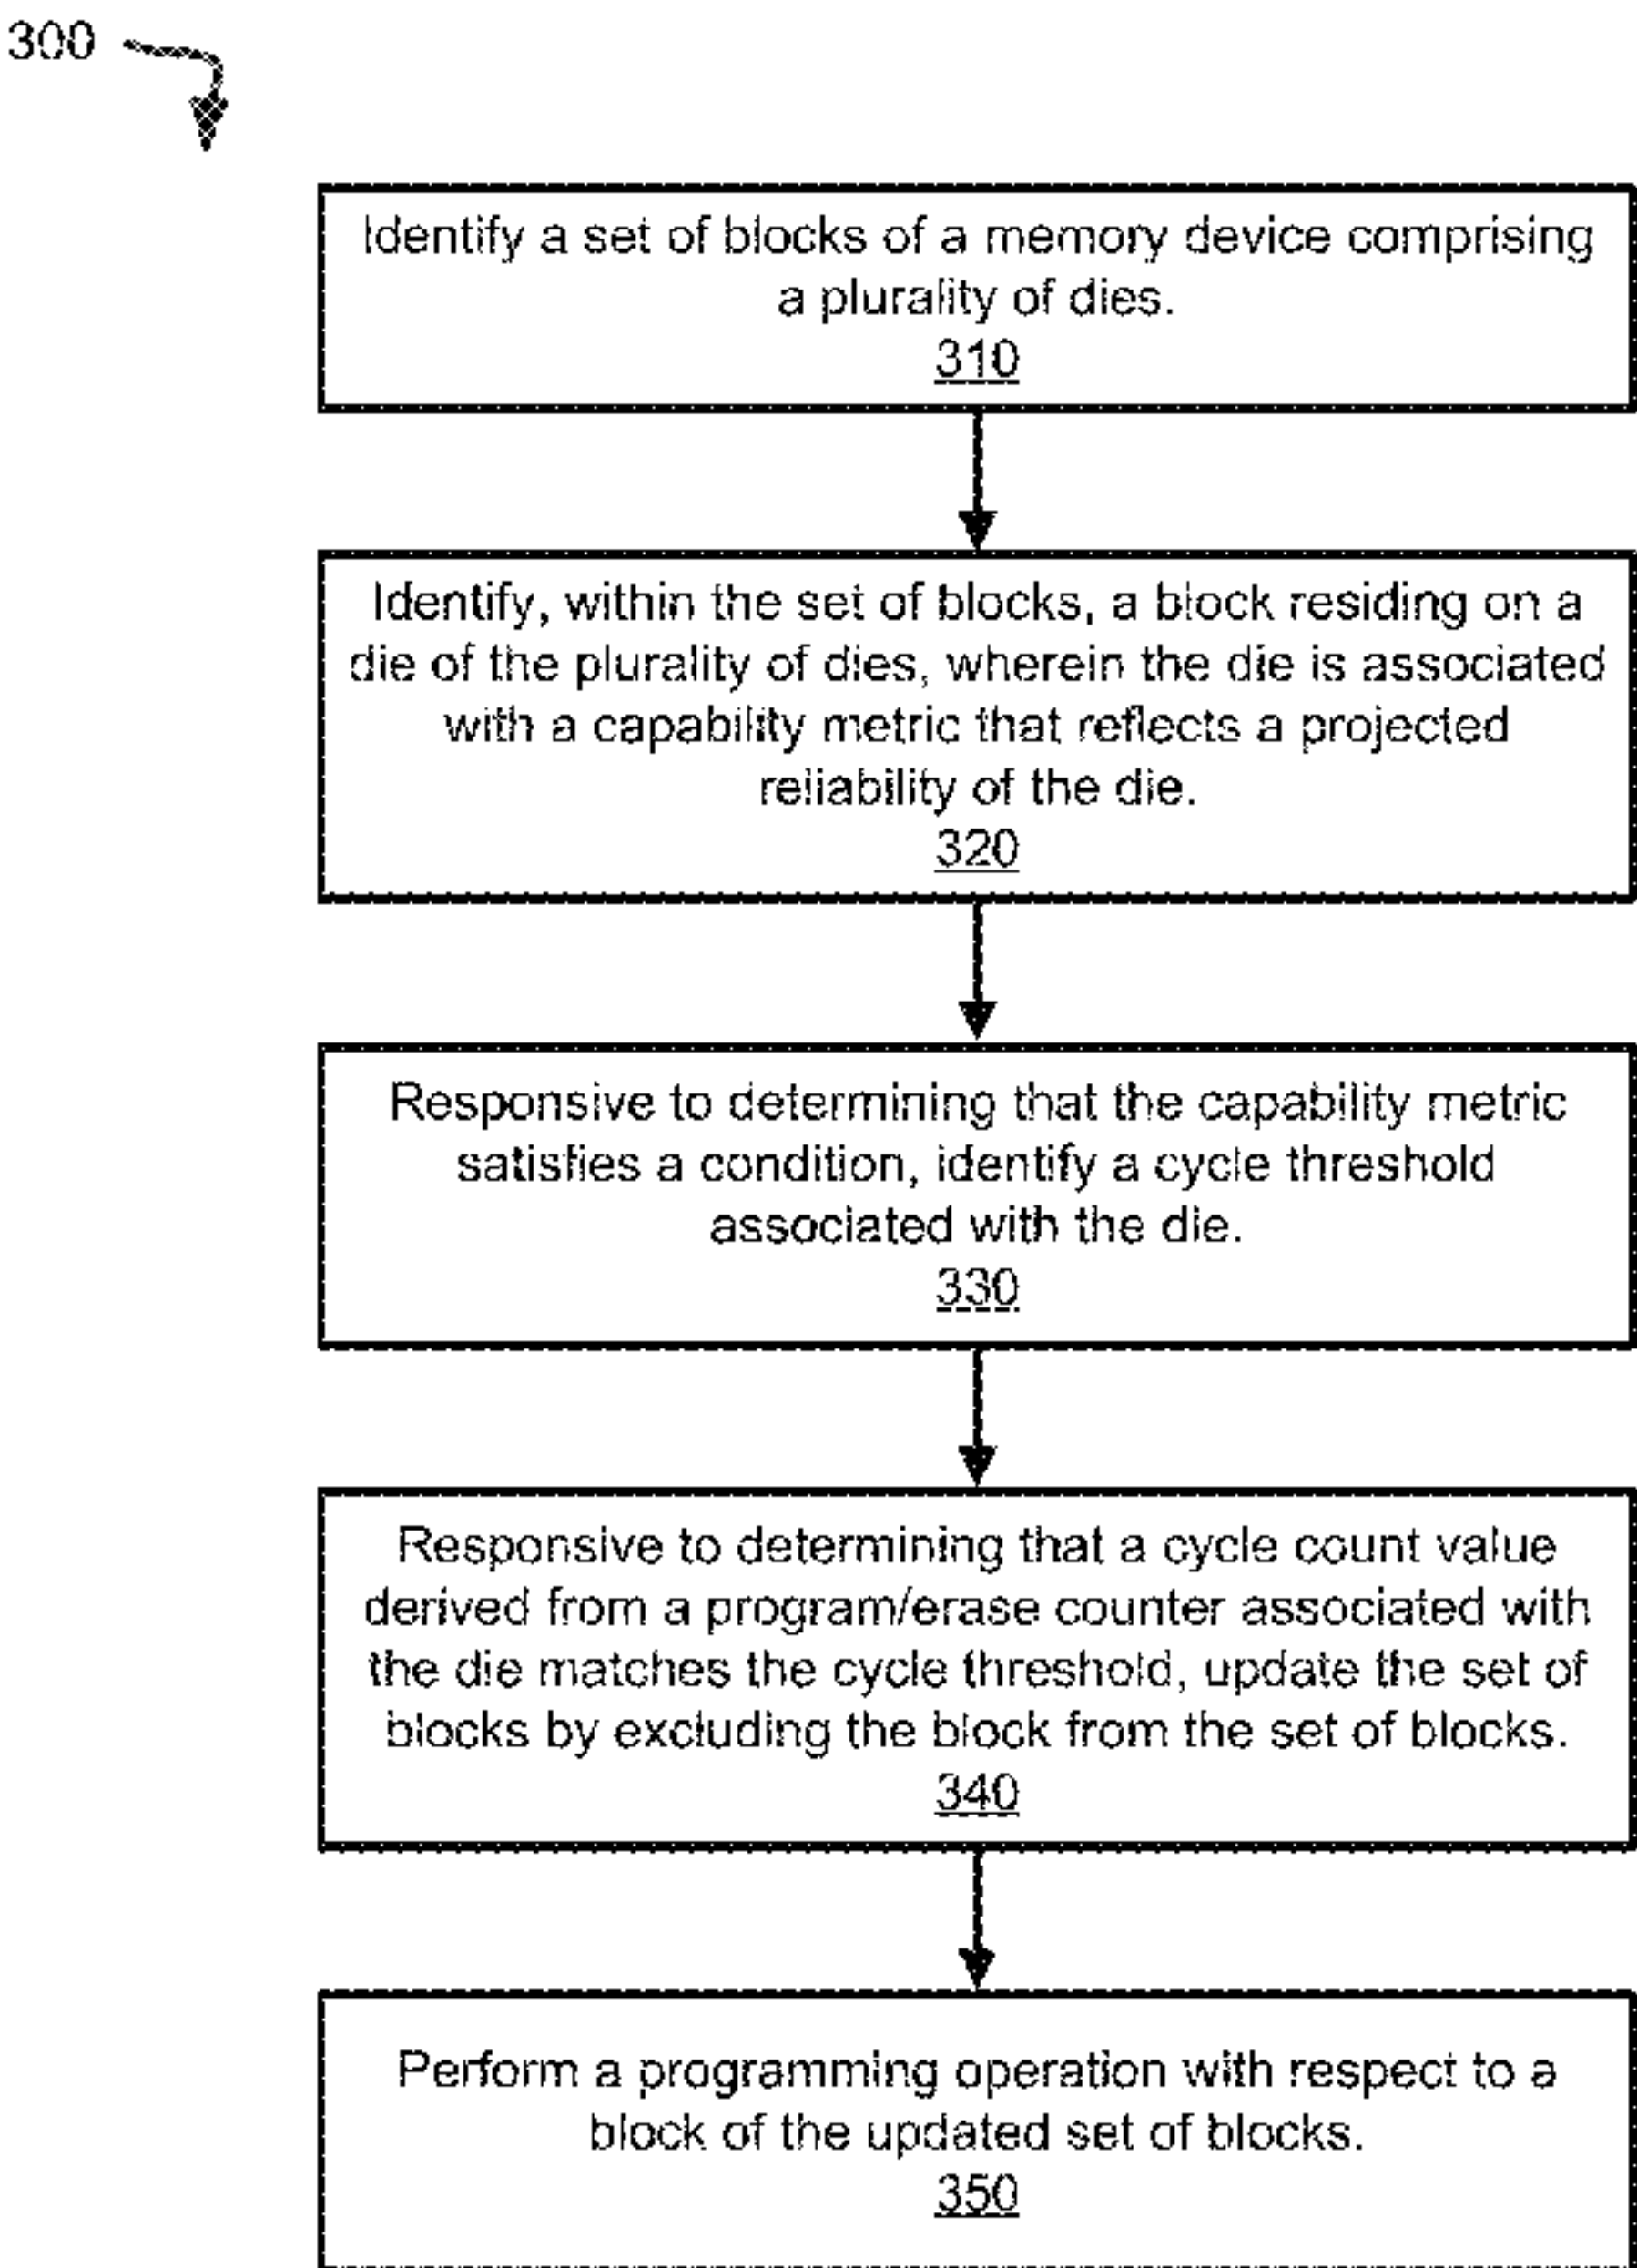 300
Identify a set of blocks of a memory device comprising
a plurality of dies.
310
Identify, within the set of blocks, a block residing on a
die of the plurality of dies, wherein the die is associated
with a capability metric that reflects a projected
reliability of the die.
320
Responsive to determining that the capability metric
satisfies a condition, identify a cycle threshold
associated with the die.
330
Responsive to determining that a cycle count value
derived from a program/erase counter associated with
the die matches the cycle threshold, update the set of
blocks by excluding the block from the set of blocks.
340
Perform a programming operation with respect to a
block of the updated set of blocks.
350